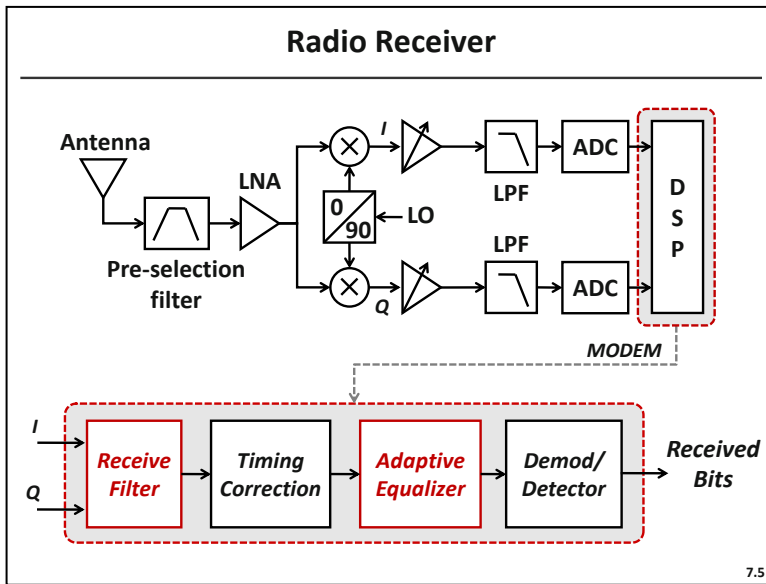 Radio Receiver
Antenna
Pre-selection
filter
LNA
I
0
90
LO
Q
LPF
ADC
LPF
ADC
D
S
P
MODEM
I
Q
Receive
Filter
Timing
Correction
Adaptive
Equalizer
Demod/
Detector
Received
Bits
7.5